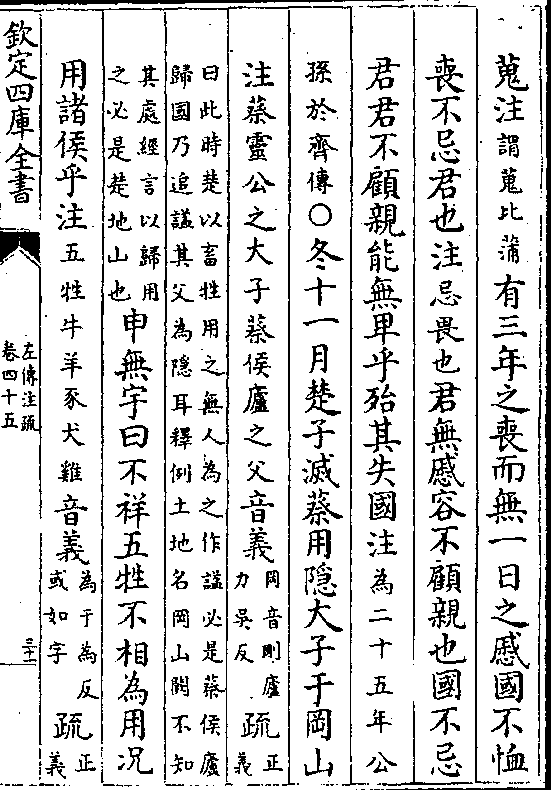 蒐注謂蒐比蒲有三年之喪而無一日之慼國不恤
喪不忌君也注忌畏也君無慼容不顧親也國不忌
君君不顧親能無卑乎殆其失國注為二十五年公
孫於齊傳○冬十一月楚子滅蔡用隱大子于岡山
注蔡靈公之大子蔡侯廬之父音義岡音剛廬力吳反疏正義
曰此時楚以畜牲用之無人為之作諡必是蔡侯廬
歸國乃追諡其父為隱耳釋例土地名岡山闕不知
其處經言以歸用
之必是楚地山也申無宇曰不祥五牲不相為用况
用諸侯乎注五牲牛羊豕犬雞音義為于為反或如字疏正義
欽定四庫全書
左傳注疏
卷四十五
三十一